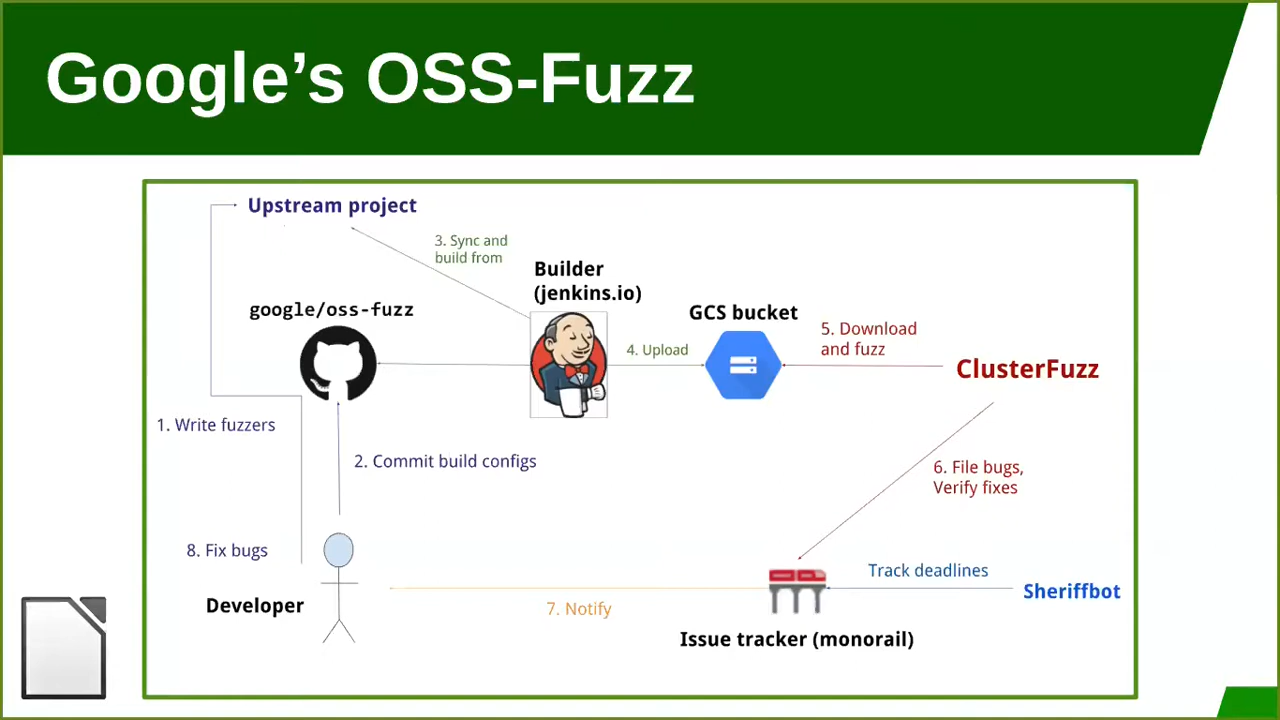 Google’s OSS-Fuzz
Upstream project
3. Sync and
build from
Builder
(jenkins.io)
google/oss-fuzz
GCS bucket
4. Upload
5. Download
and fuzz
ClusterFuzz
1. Write fuzzers
2. Commit build configs
6. File bugs,
Verify fixes
8. Fix bugs
Developer
7. Notify
Track deadlines
Sheriffbot
Issue tracker (monorail)